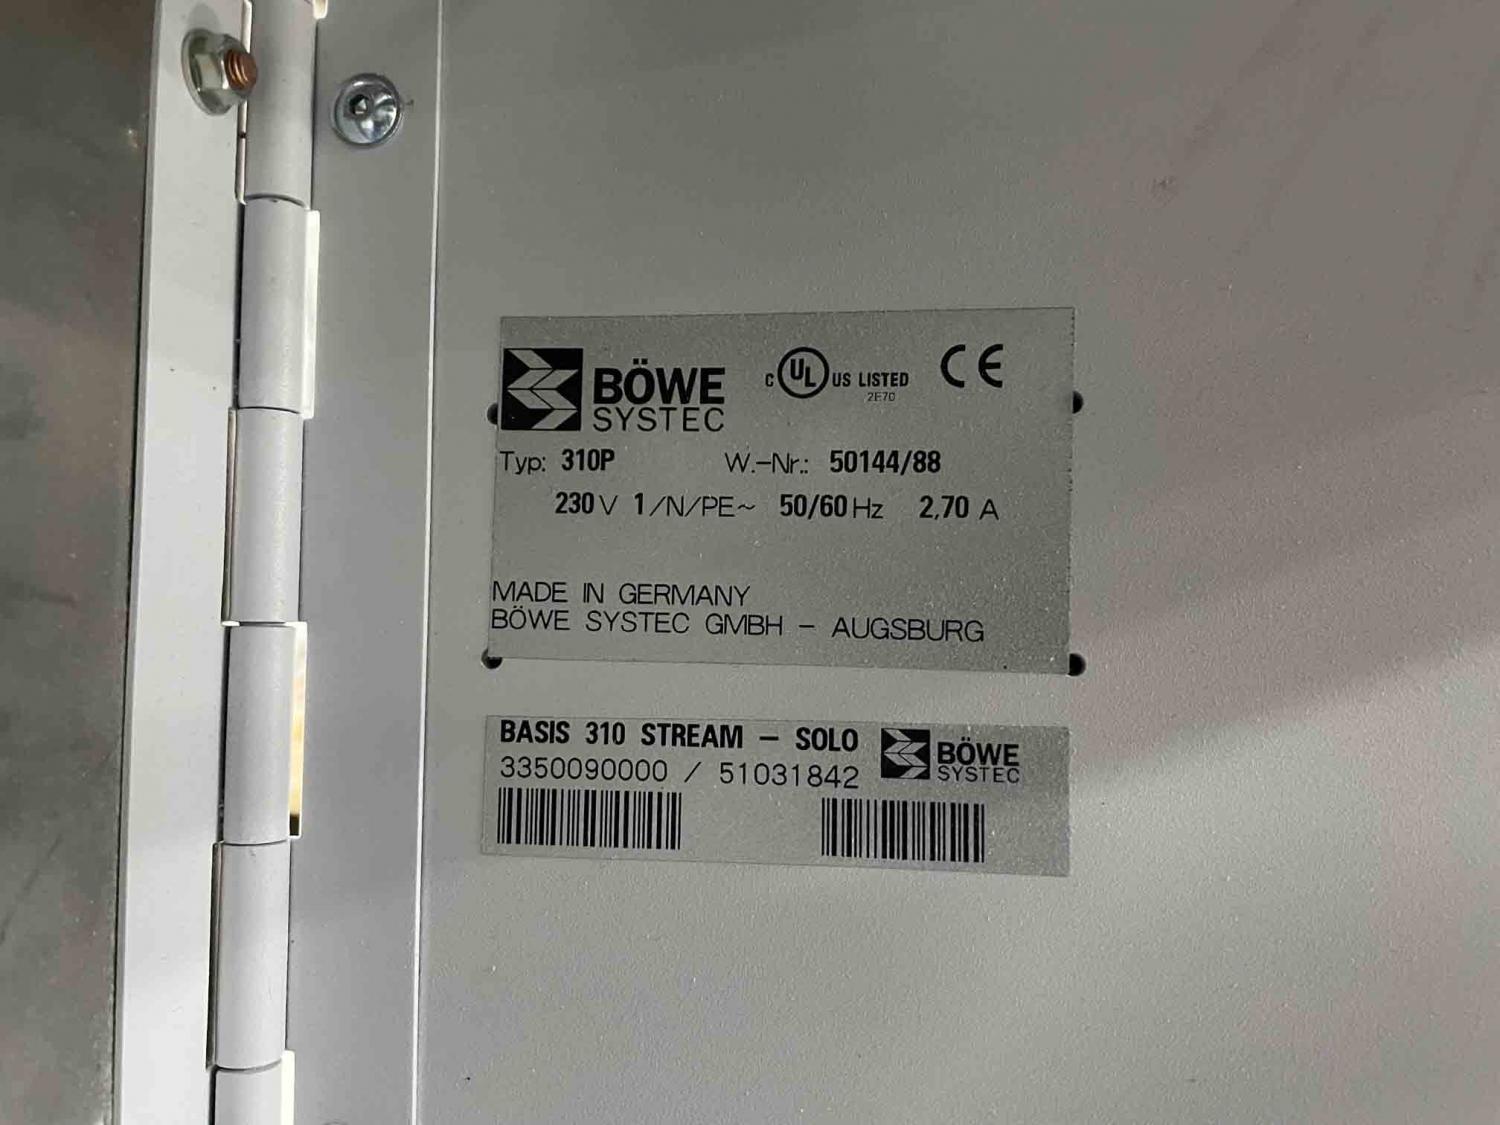 BÖWE
SYSTEC
C UL US LISTED
2E70
CE
Typ: 310P W.-Nr.: 50144/88
230 V 1/N/PE~ 50/60 Hz 2,70 A
MADE IN GERMANY
BÖWE SYSTEC GMBH - AUGSBURG
BASIS 310 STREAM - SOLO
3350090000 / 51031842
BÖWE
SYSTEC